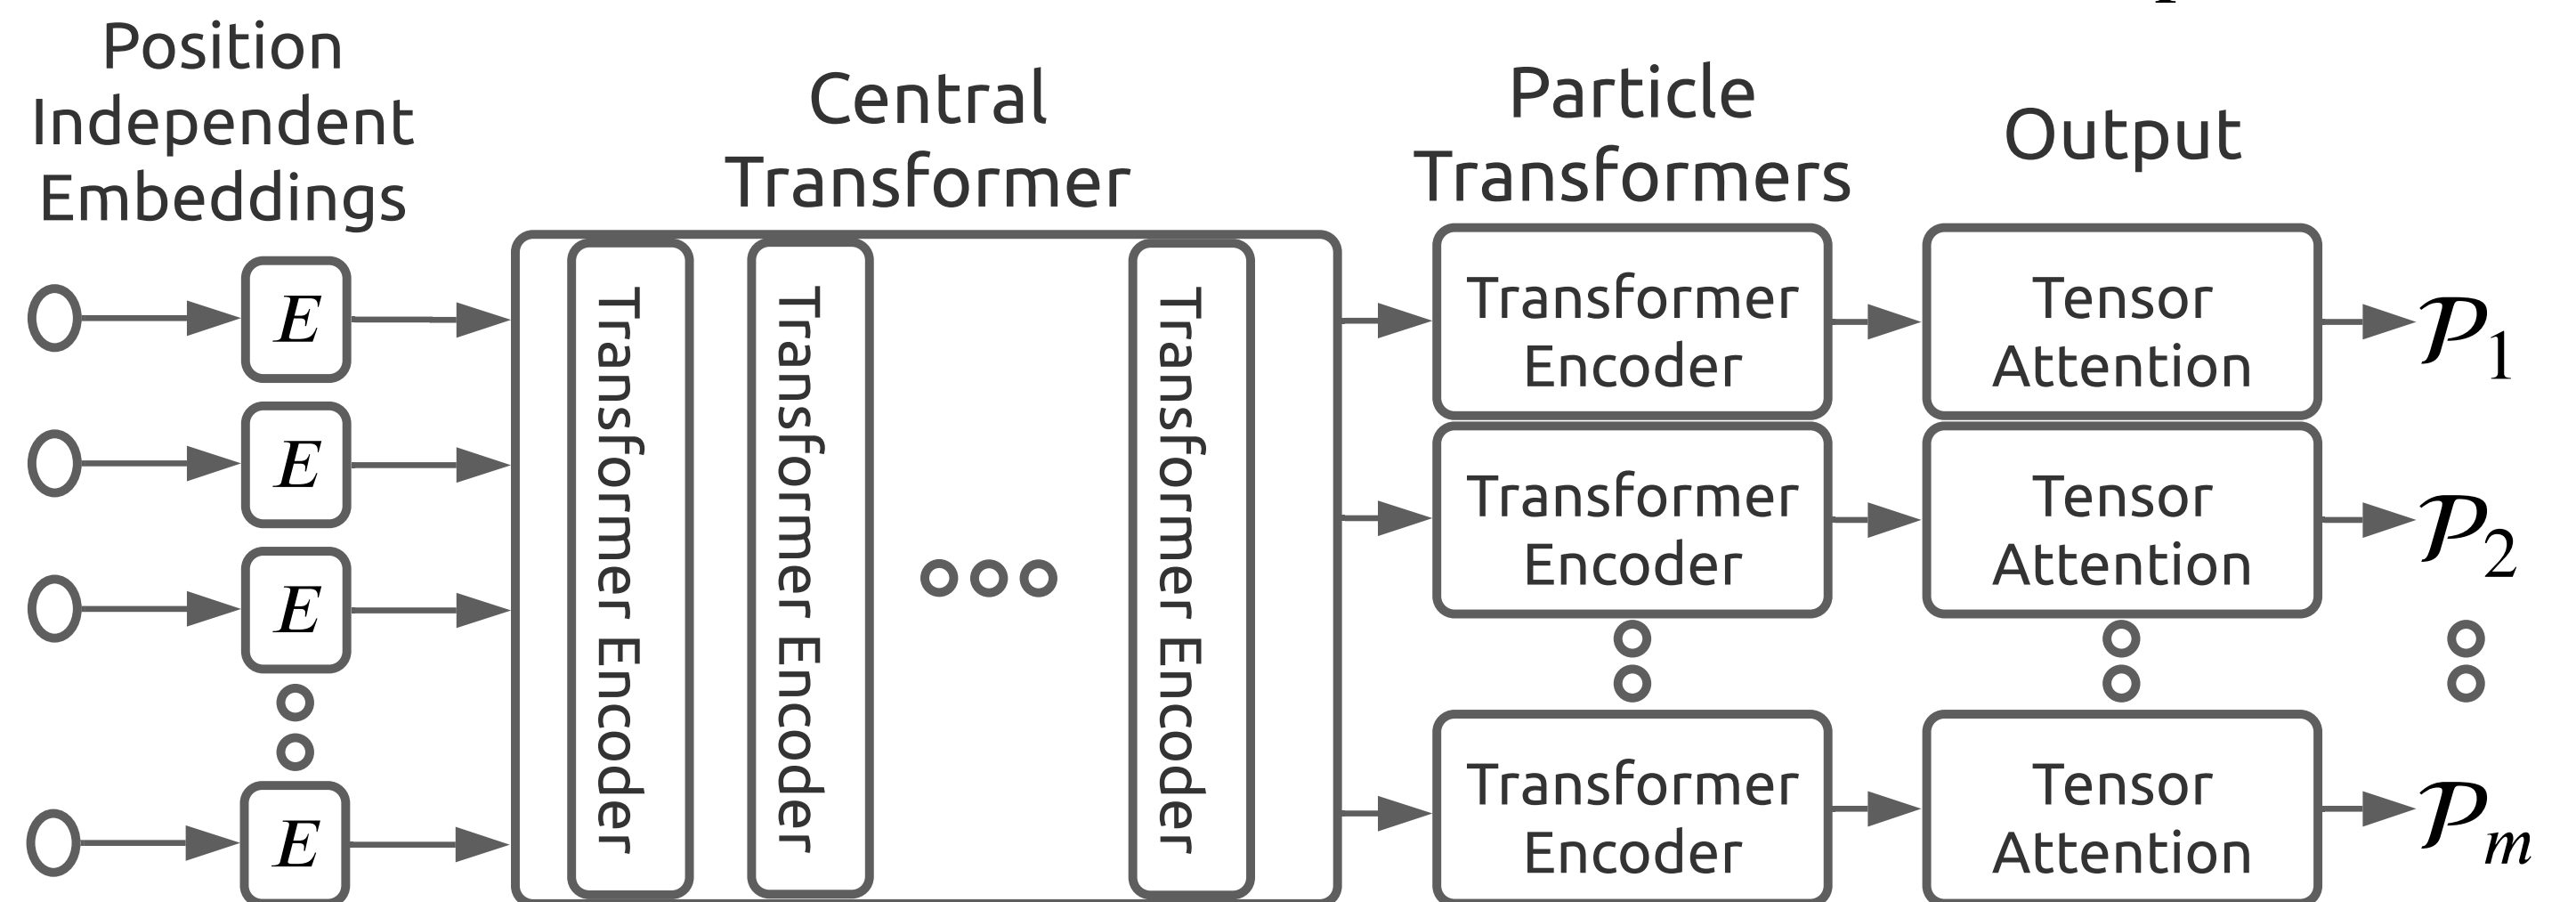 Position
Independent
Embeddings
Central
Transformer
Particle
Transformers
Output
E
E
E
E
Transformer Encoder
Transformer Encoder
Transformer Encoder
Transformer
Encoder
Transformer
Encoder
Transformer
Encoder
Tensor
Attention
Tensor
Attention
Tensor
Attention
𝒫1
𝒫2
𝒫m